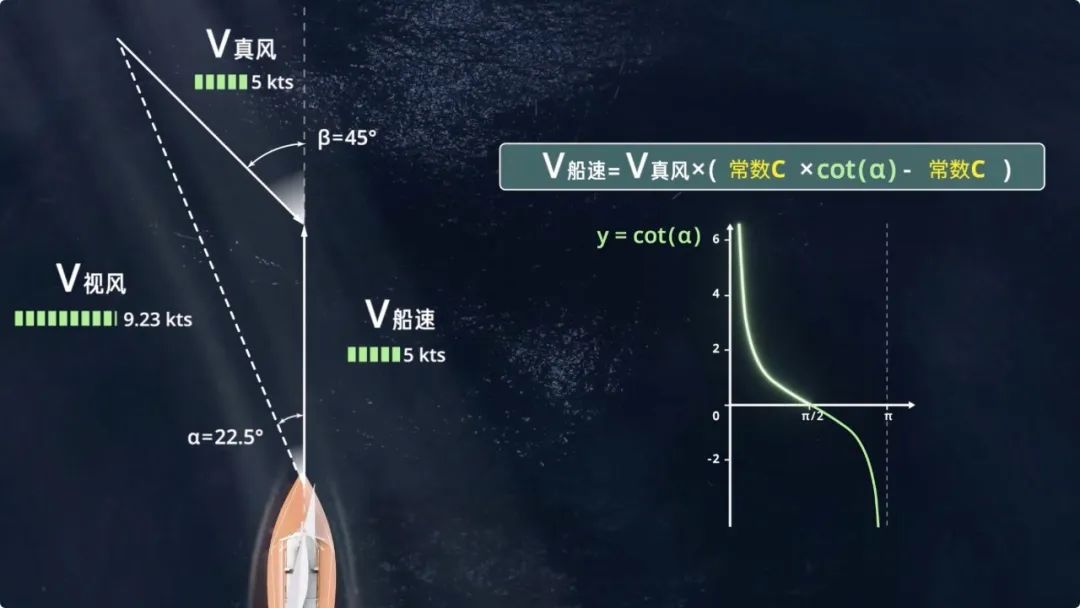 V真风
5 kts
β=45°
V船速=V真风×( 常数C ×cot(α)- 常数C )
y = cot(α)
6
4
2
0
-2
π/2
π
V视风
9.23 kts
V船速
5 kts
α=22.5°